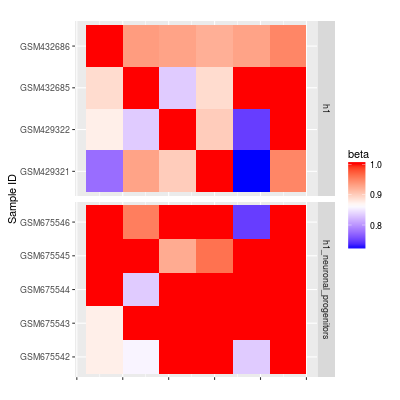 GSM432686
GSM432685
GSM429322
GSM429321
h1
GSM675546
GSM675545
GSM675544
GSM675543
GSM675542
h1_neuronal_progenitors
Sample ID
beta
1.0
0.9
0.8